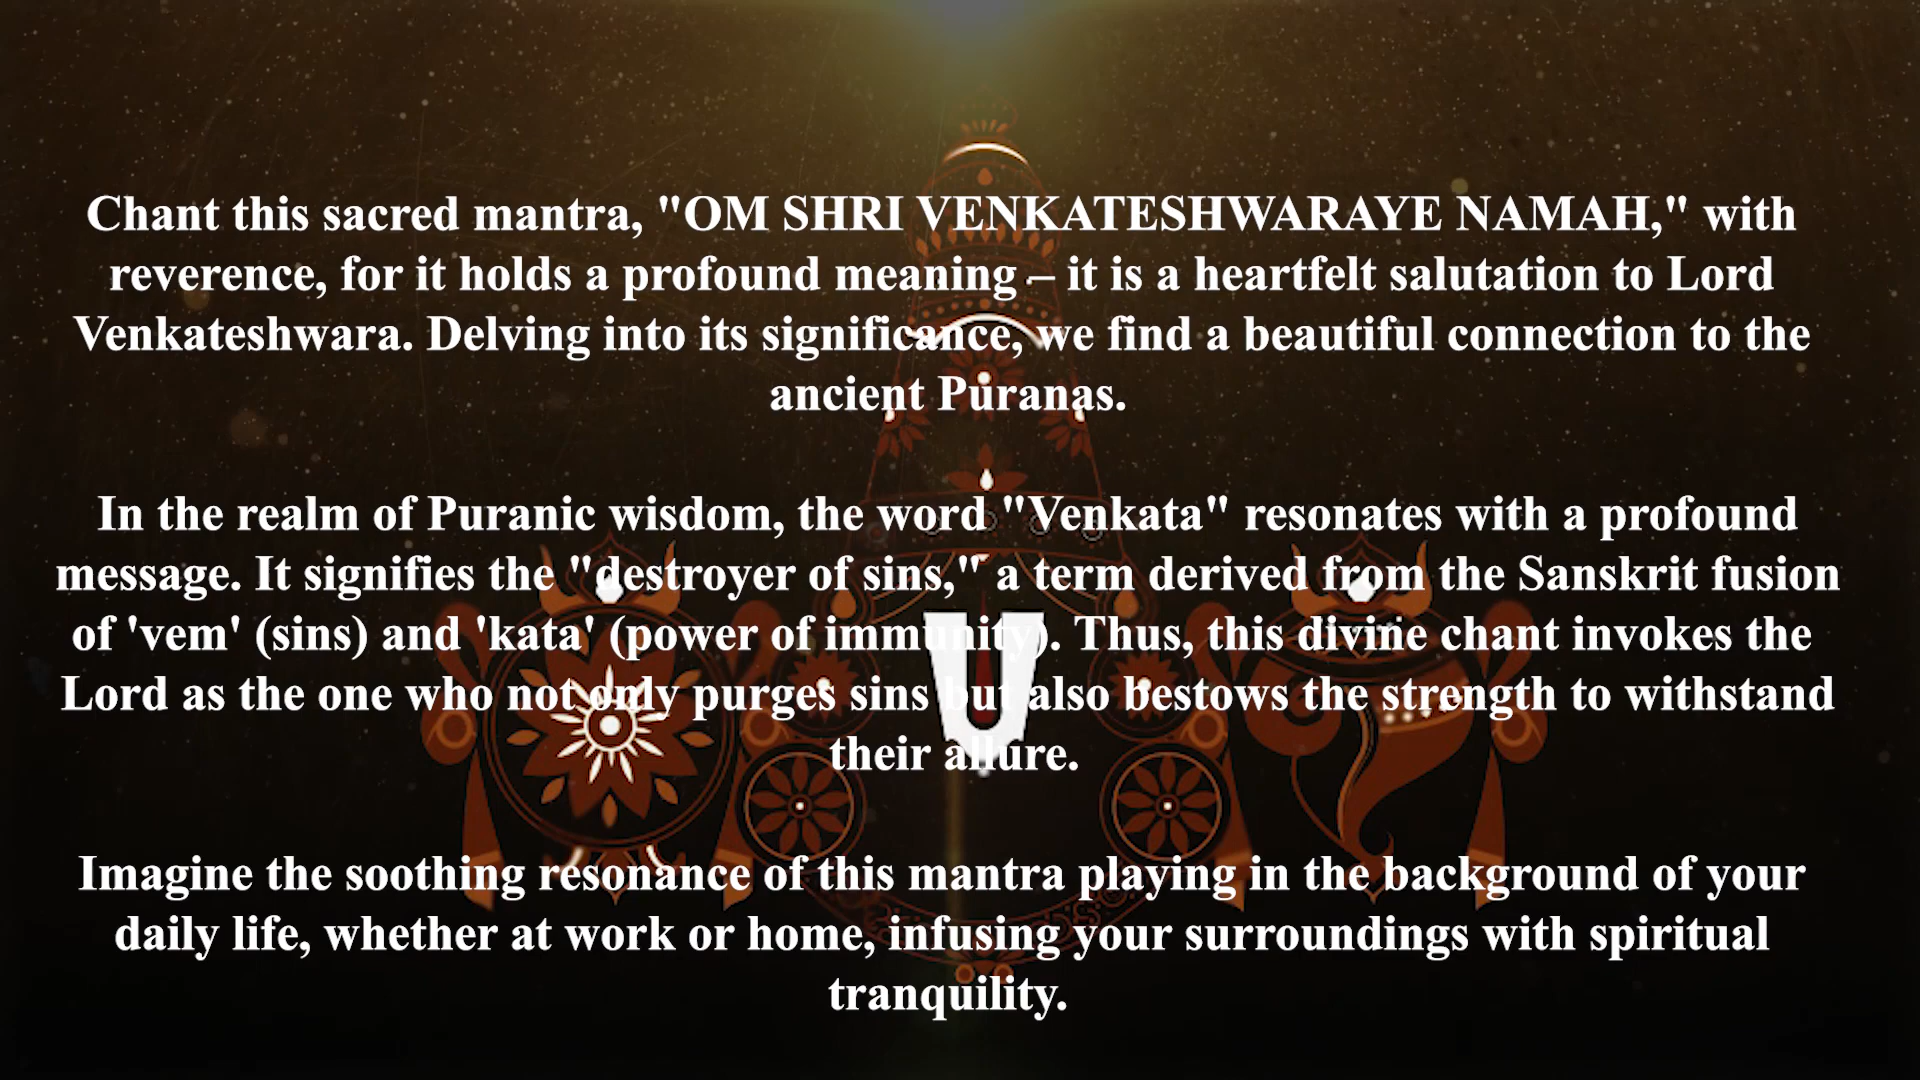 Chant this sacred mantra, "OM SHRI VENKATESHWARAYE NAMAH," with
reverence, for it holds a profound meaning – it is a heartfelt salutation to Lord
Venkateshwara. Delving into its significance, we find a beautiful connection to the
ancient Puranas.
In the realm of Puranic wisdom, the word "Venkata" resonates with a profound
message. It signifies the "destroyer of sins," a term derived from the Sanskrit fusion
of 'vem' (sins) and 'kata' (power of immunity). Thus, this divine chant invokes the
Lord as the one who not only purges sins but also bestows the strength to withstand
their allure.
Imagine the soothing resonance of this mantra playing in the background of your
daily life, whether at work or home, infusing your surroundings with spiritual
tranquility.